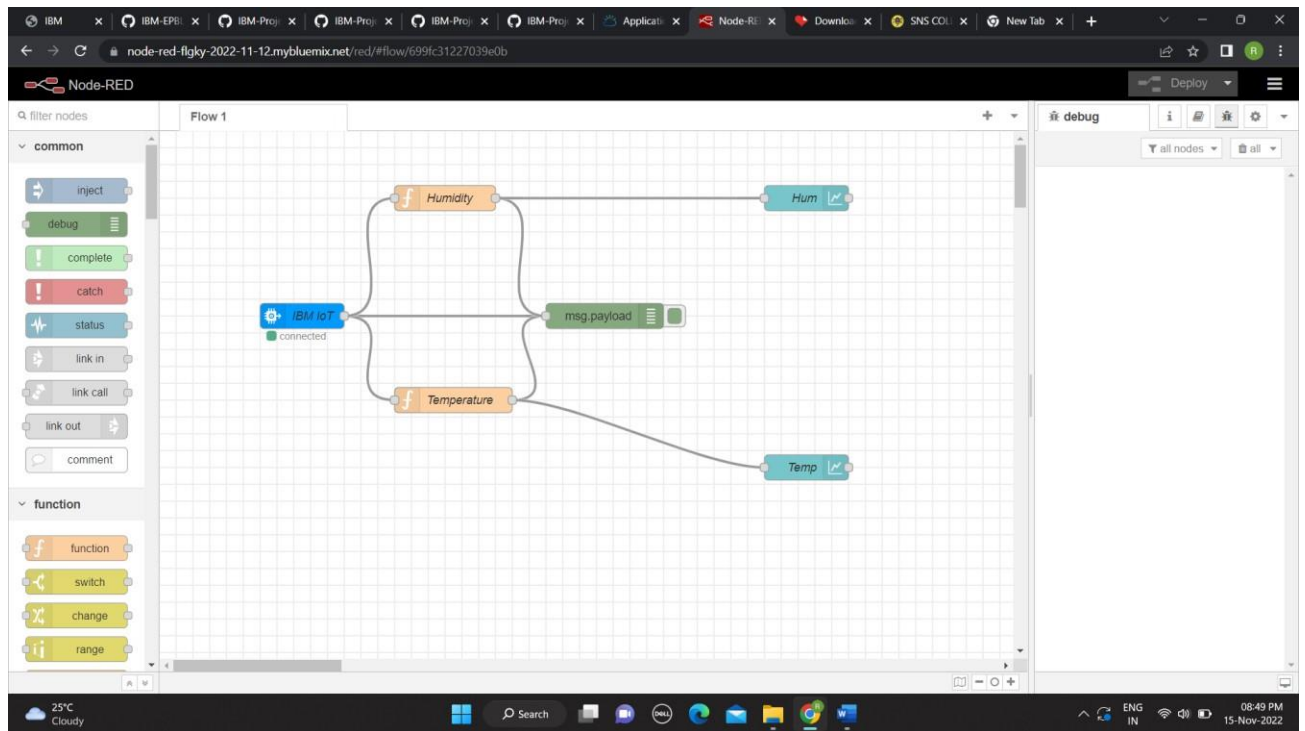 IBM
IBM-EPBL
IBM-Proj
IBM-Proj
IBM-Proj
IBM-Proj
Applicati
Node-RE
Downloa
SNS COL
New Tab
node-red-flgky-2022-11-12.mybluemix.net/red/#flow/699fc31227039e0b
R
Node-RED
Deploy
filter nodes
Flow 1
debug
i
common
all nodes
all
inject
debug
complete
catch
status
link in
link call
link out
comment
function
f function
switch
change
range
f Humidity
Hum
IBM IoT
connected
msg.payload
f Temperature
Temp
25°C
Cloudy
Search
DELL
W
ENG
IN
08:49 PM
15-Nov-2022